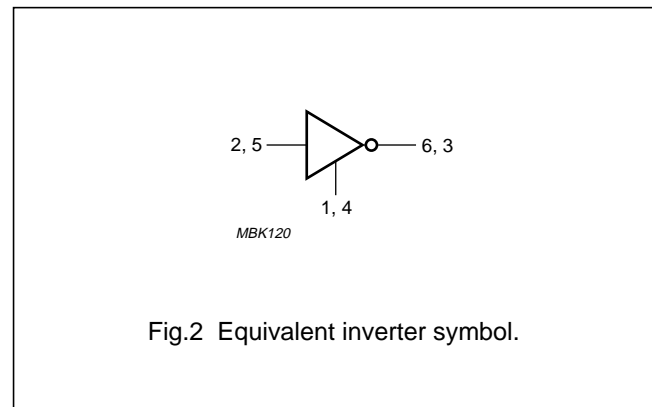 2, 5
6, 3
1, 4
MBK120
Fig.2 Equivalent inverter symbol.